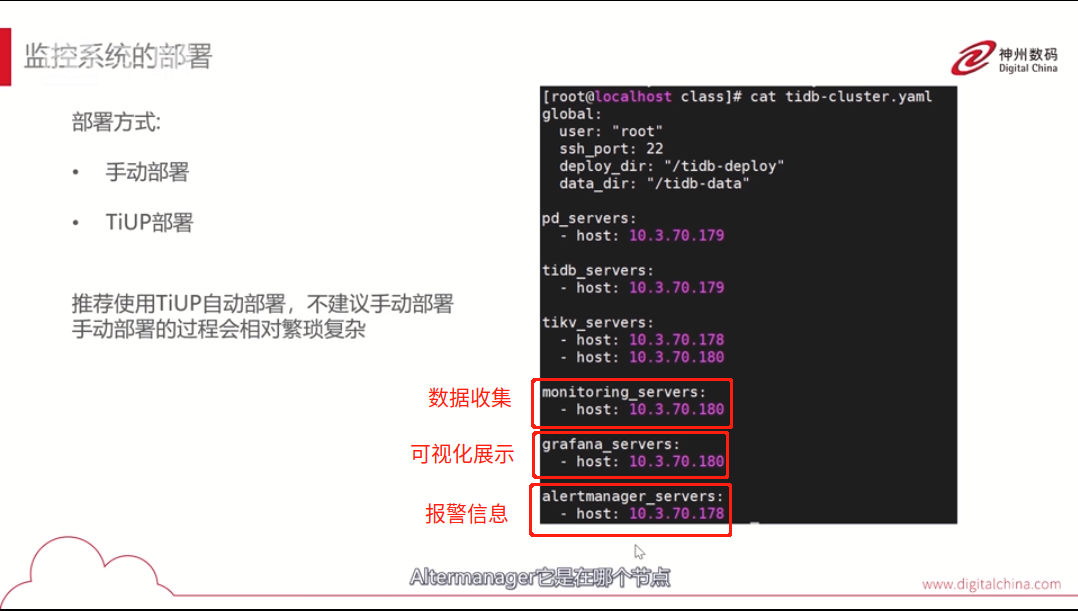 监控系统的部署
神州数码
Digital China
部署方式:
• 手动部署
• TiUP部署
推荐使用TiUP自动部署，不建议手动部署
手动部署的过程会相对繁琐复杂
[root@localhost class]# cat tidb-cluster.yaml
global:
  user: "root"
  ssh_port: 22
  deploy_dir: "/tidb-deploy"
  data_dir: "/tidb-data"
pd_servers:
  - host: 10.3.70.179
tidb_servers:
  - host: 10.3.70.179
tikv_servers:
  - host: 10.3.70.178
  - host: 10.3.70.180
数据收集
monitoring_servers:
  - host: 10.3.70.180
可视化展示
grafana_servers:
  - host: 10.3.70.180
报警信息
alertmanager_servers:
  - host: 10.3.70.178
Altermanager它是在哪个节点
www.digitalchina.com